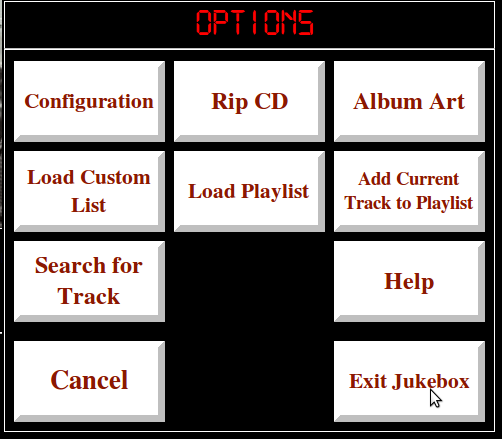 OPTIONS
Configuration
Rip CD
Album Art
Load Custom
List
Load Playlist
Add Current
Track to Playlist
Search for
Track
Help
Cancel
Exit Jukebox